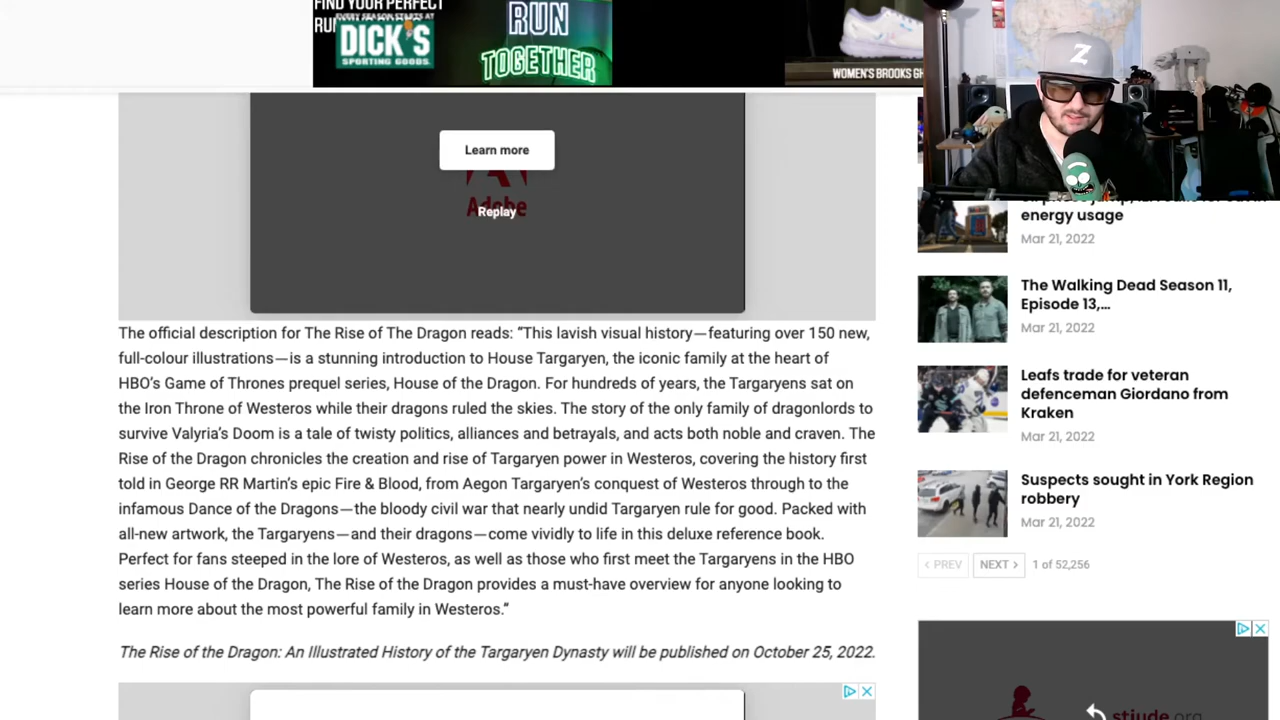 FIND YOUR PERFECT
RUN
EVERY SEASON STARTS AT
DICK'S
SPORTING GOODS.
RUN
TOGETHER
WOMEN'S BROOKS GH
Z
Learn more
Adobe
Replay
The official description for The Rise of The Dragon reads: “This lavish visual history—featuring over 150 new,
full-colour illustrations—is a stunning introduction to House Targaryen, the iconic family at the heart of
HBO’s Game of Thrones prequel series, House of the Dragon. For hundreds of years, the Targaryens sat on
the Iron Throne of Westeros while their dragons ruled the skies. The story of the only family of dragonlords to
survive Valyria’s Doom is a tale of twisty politics, alliances and betrayals, and acts both noble and craven. The
Rise of the Dragon chronicles the creation and rise of Targaryen power in Westeros, covering the history first
told in George RR Martin’s epic Fire & Blood, from Aegon Targaryen’s conquest of Westeros through to the
infamous Dance of the Dragons—the bloody civil war that nearly undid Targaryen rule for good. Packed with
all-new artwork, the Targaryens—and their dragons—come vividly to life in this deluxe reference book.
Perfect for fans steeped in the lore of Westeros, as well as those who first meet the Targaryens in the HBO
series House of the Dragon, The Rise of the Dragon provides a must-have overview for anyone looking to
learn more about the most powerful family in Westeros.“
The Rise of the Dragon: An Illustrated History of the Targaryen Dynasty will be published on October 25, 2022.
energy usage
Mar 21, 2022
The Walking Dead Season 11,
Episode 13,...
Mar 21, 2022
Leafs trade for veteran
defenceman Giordano from
Kraken
Mar 21, 2022
Suspects sought in York Region
robbery
Mar 21, 2022
PREV
NEXT
1 of 52,256
stjude.org